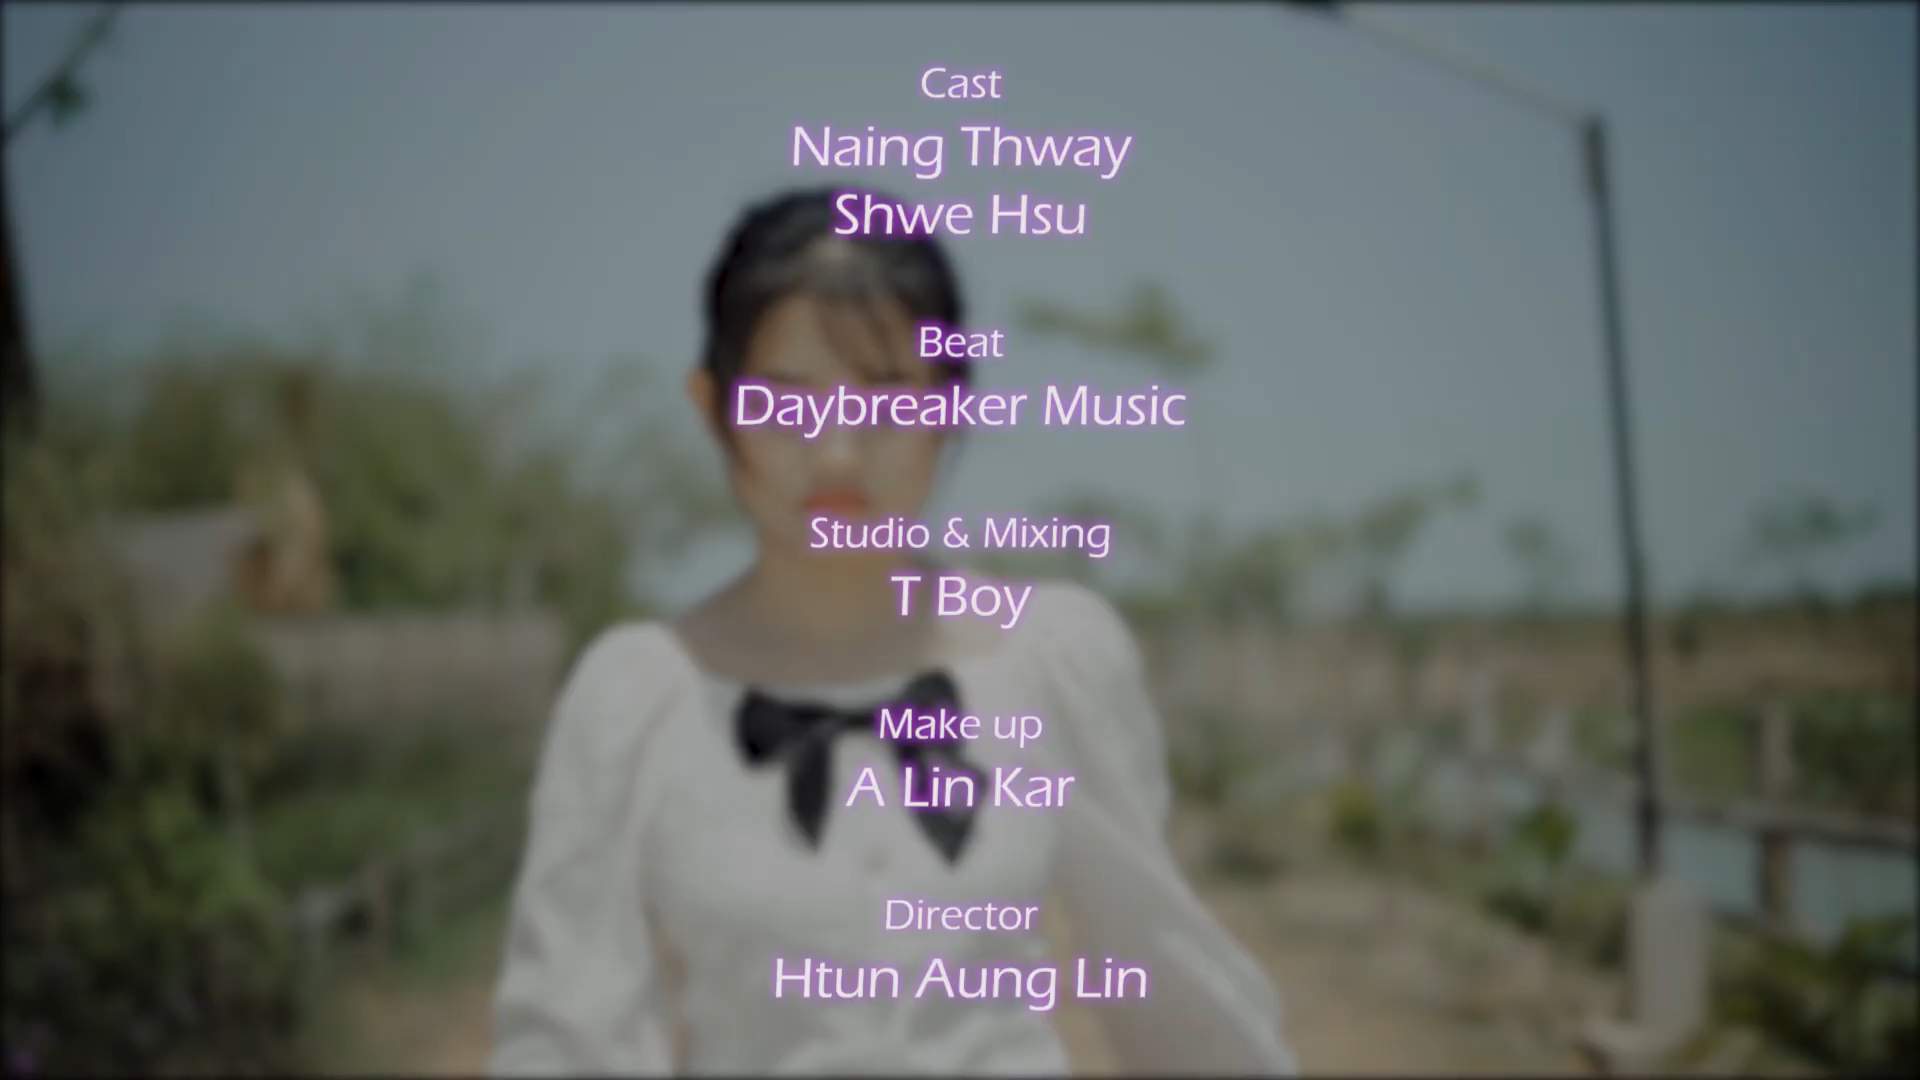 Cast
Naing Thway
Shwe Hsu
Beat
Daybreaker Music
Studio & Mixing
T Boy
Make up
A Lin Kar
Director
Htun Aung Lin